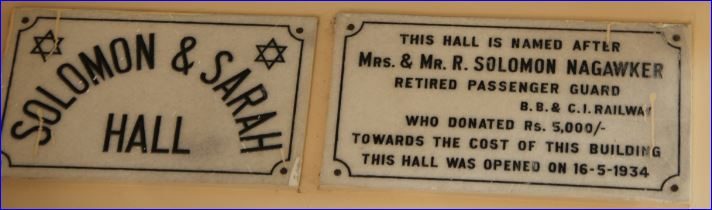 SOLOMON & SARAH
HALL
THIS HALL IS NAMED AFTER
MRS. & MR. R. SOLOMON NAGAWKER
RETIRED PASSENGER GUARD
B.B. & C.I. RAILWAY
WHO DONATED RS. 5,000/-
TOWARDS THE COST OF THIS BUILDING
THIS HALL WAS OPENED ON 16-5-1934